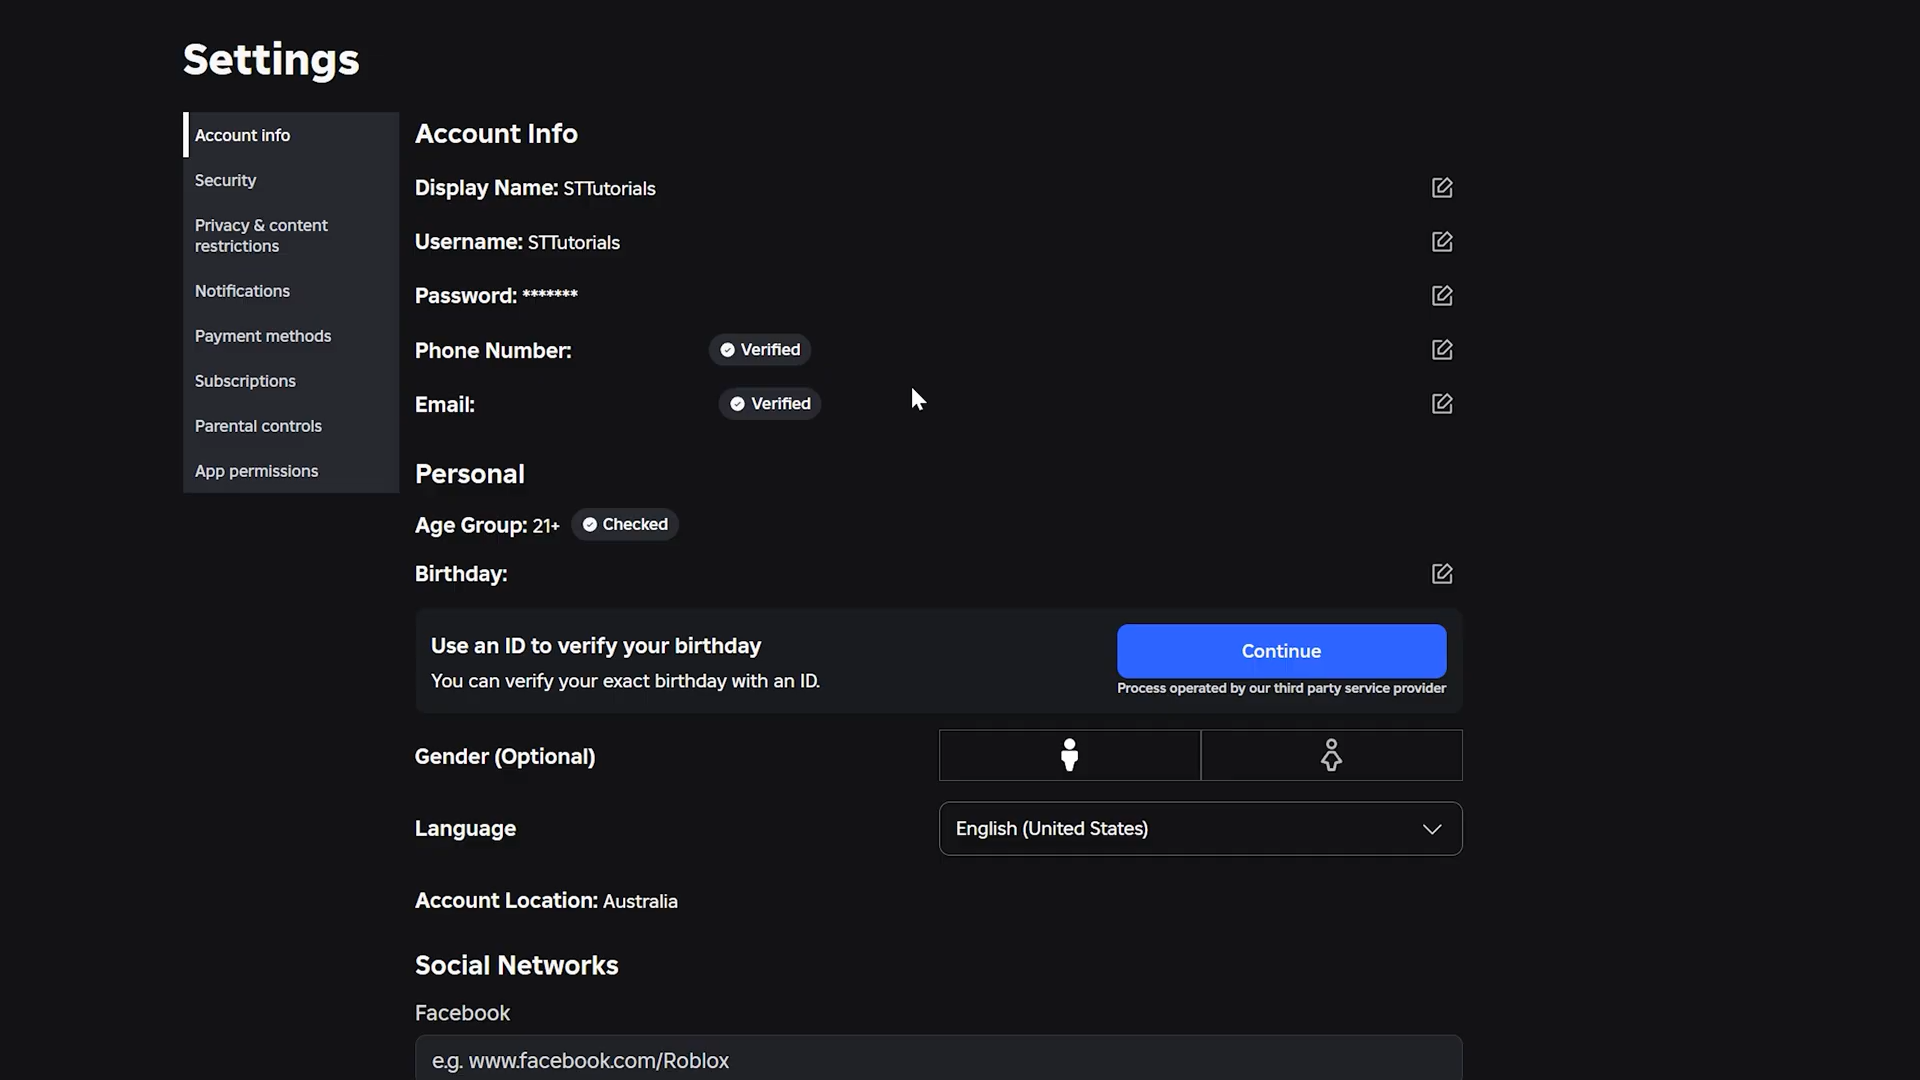 Settings
Account info
Security
Privacy & content
restrictions
Notifications
Payment methods
Subscriptions
Parental controls
App permissions
Account Info
Display Name: STTutorials
Username: STTutorials
Password: *******
Phone Number: Verified
Email: Verified
Personal
Age Group: 21+ Checked
Birthday:
Use an ID to verify your birthday
You can verify your exact birthday with an ID.
Continue
Process operated by our third party service provider
Gender (Optional)
Language
English (United States)
Account Location: Australia
Social Networks
Facebook
e.g. www.facebook.com/Roblox